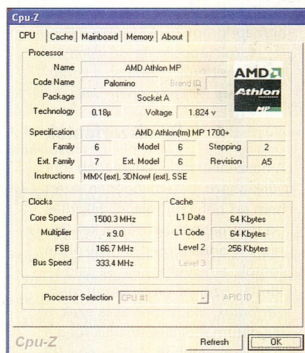 Cpu-Z
CPU Cache Mainboard Memory About
Processor
Name AMD Athlon MP
Code Name Palomino Brand ID
Package Socket A
Technology 0.18µ Voltage 1.824 v
AMD
Athlon
MP
Specification AMD Athlon(tm) MP 1700+
Family 6 Model 6 Stepping 2
Ext. Family 7 Ext. Model 6 Revision A5
Instructions MMX (ext), 3DNow! (ext), SSE
Clocks
Core Speed 1500.3 MHz
Multiplier x 9.0
FSB 166.7 MHz
Bus Speed 333.4 MHz
Cache
L1 Data 64 Kbytes
L1 Code 64 Kbytes
Level 2 256 Kbytes
Level 3
Processor Selection CPU #1 APIC ID
Cpu-Z Refresh OK